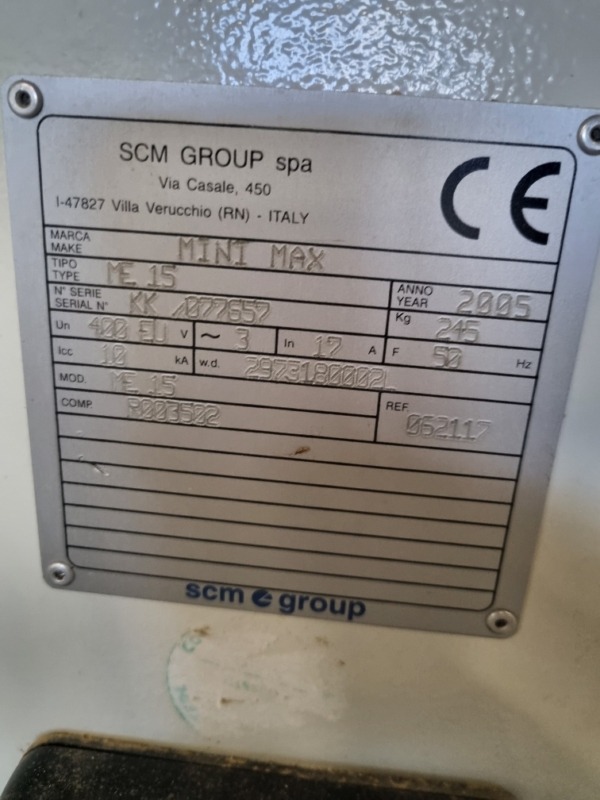 SCM GROUP spa
Via Casale, 450
I-47827 Villa Verucchio (RN) - ITALY
CE
MARCA
MAKE MINI MAX
TIPO
TYPE ME 15
ANNO
YEAR 2005
N° SERIE
SERIAL N° KK /077657
Kg 245
Un 400 EU V ~ 3 In 17 A F 50 Hz
Icc 10 kA w.d. 2973180002L
MOD. ME 15
COMP. R003502
REF. 062117
scm group